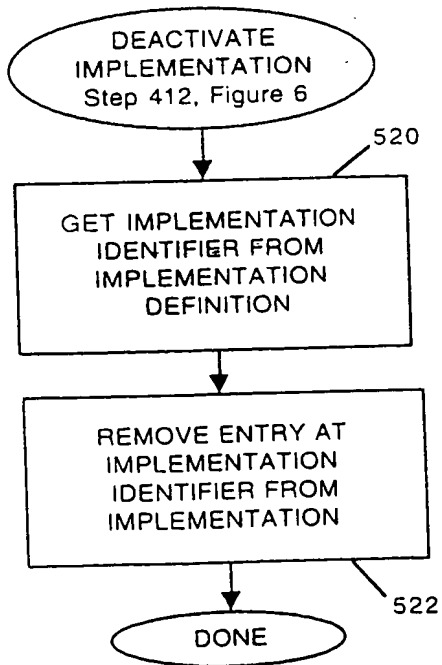 DEACTIVATE
IMPLEMENTATION
Step 412, Figure 6
520
GET IMPLEMENTATION
IDENTIFIER FROM
IMPLEMENTATION
DEFINITION
REMOVE ENTRY AT
IMPLEMENTATION
IDENTIFIER FROM
IMPLEMENTATION
522
DONE